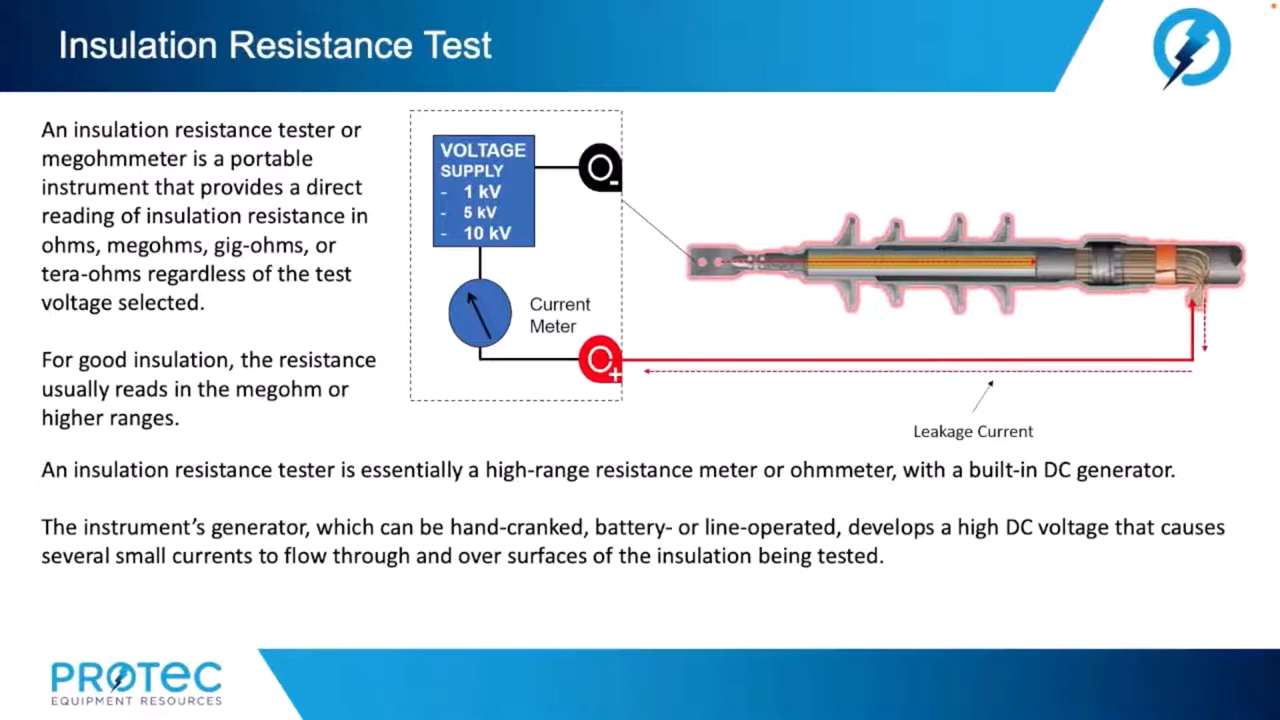 Insulation Resistance Test
An insulation resistance tester or
megohmmeter is a portable
instrument that provides a direct
reading of insulation resistance in
ohms, megohms, gig-ohms, or
tera-ohms regardless of the test
voltage selected.
For good insulation, the resistance
usually reads in the megohm or
higher ranges.
VOLTAGE
SUPPLY
- 1 kV
- 5 kV
- 10 kV
-
Current
Meter
+
Leakage Current
An insulation resistance tester is essentially a high-range resistance meter or ohmmeter, with a built-in DC generator.
The instrument's generator, which can be hand-cranked, battery- or line-operated, develops a high DC voltage that causes
several small currents to flow through and over surfaces of the insulation being tested.
PROTEC
EQUIPMENT RESOURCES